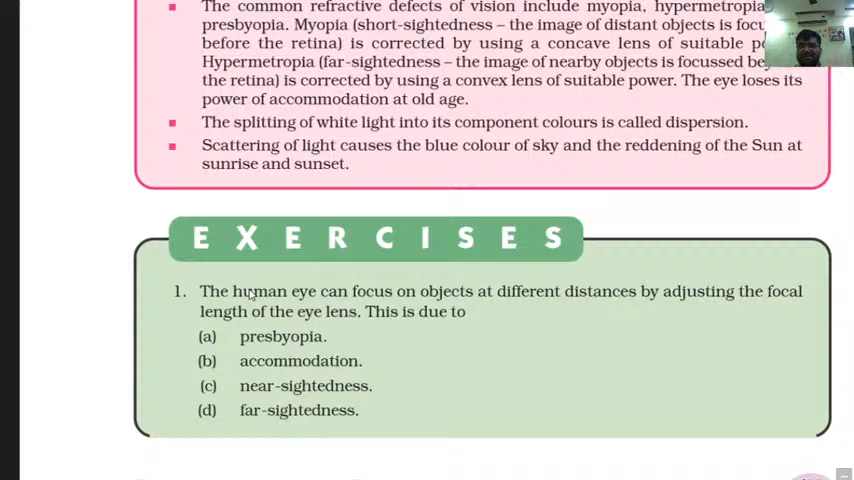 The common refractive defects of vision include myopia, hypermetropia
presbyopia. Myopia (short-sightedness – the image of distant objects is
before the retina) is corrected by using a concave lens of suitable
Hypermetropia (far-sightedness – the image of nearby objects is focussed
the retina) is corrected by using a convex lens of suitable power. The eye loses its
power of accommodation at old age.
The splitting of white light into its component colours is called dispersion.
Scattering of light causes the blue colour of sky and the reddening of the Sun at
sunrise and sunset.
EXERCISES
1. The human eye can focus on objects at different distances by adjusting the focal
length of the eye lens. This is due to
(a) presbyopia.
(b) accommodation.
(c) near-sightedness.
(d) far-sightedness.